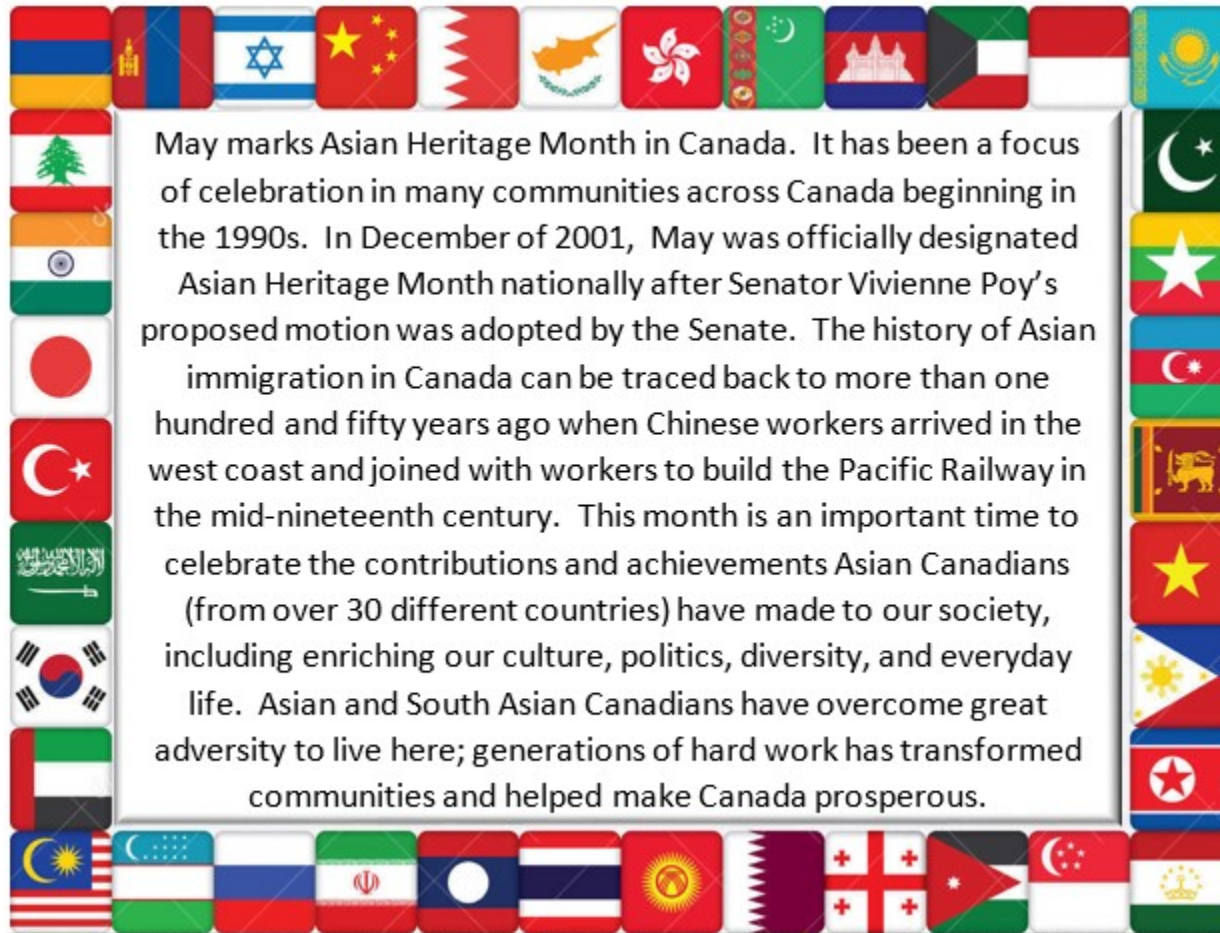 May marks Asian Heritage Month in Canada.  It has been a focus
of celebration in many communities across Canada beginning in
the 1990s.  In December of 2001,  May was officially designated
Asian Heritage Month nationally after Senator Vivienne Poy’s
proposed motion was adopted by the Senate.  The history of Asian
immigration in Canada can be traced back to more than one
hundred and fifty years ago when Chinese workers arrived in the
west coast and joined with workers to build the Pacific Railway in
the mid-nineteenth century.  This month is an important time to
celebrate the contributions and achievements Asian Canadians
(from over 30 different countries) have made to our society,
including enriching our culture, politics, diversity, and everyday
life.  Asian and South Asian Canadians have overcome great
adversity to live here; generations of hard work has transformed
communities and helped make Canada prosperous.